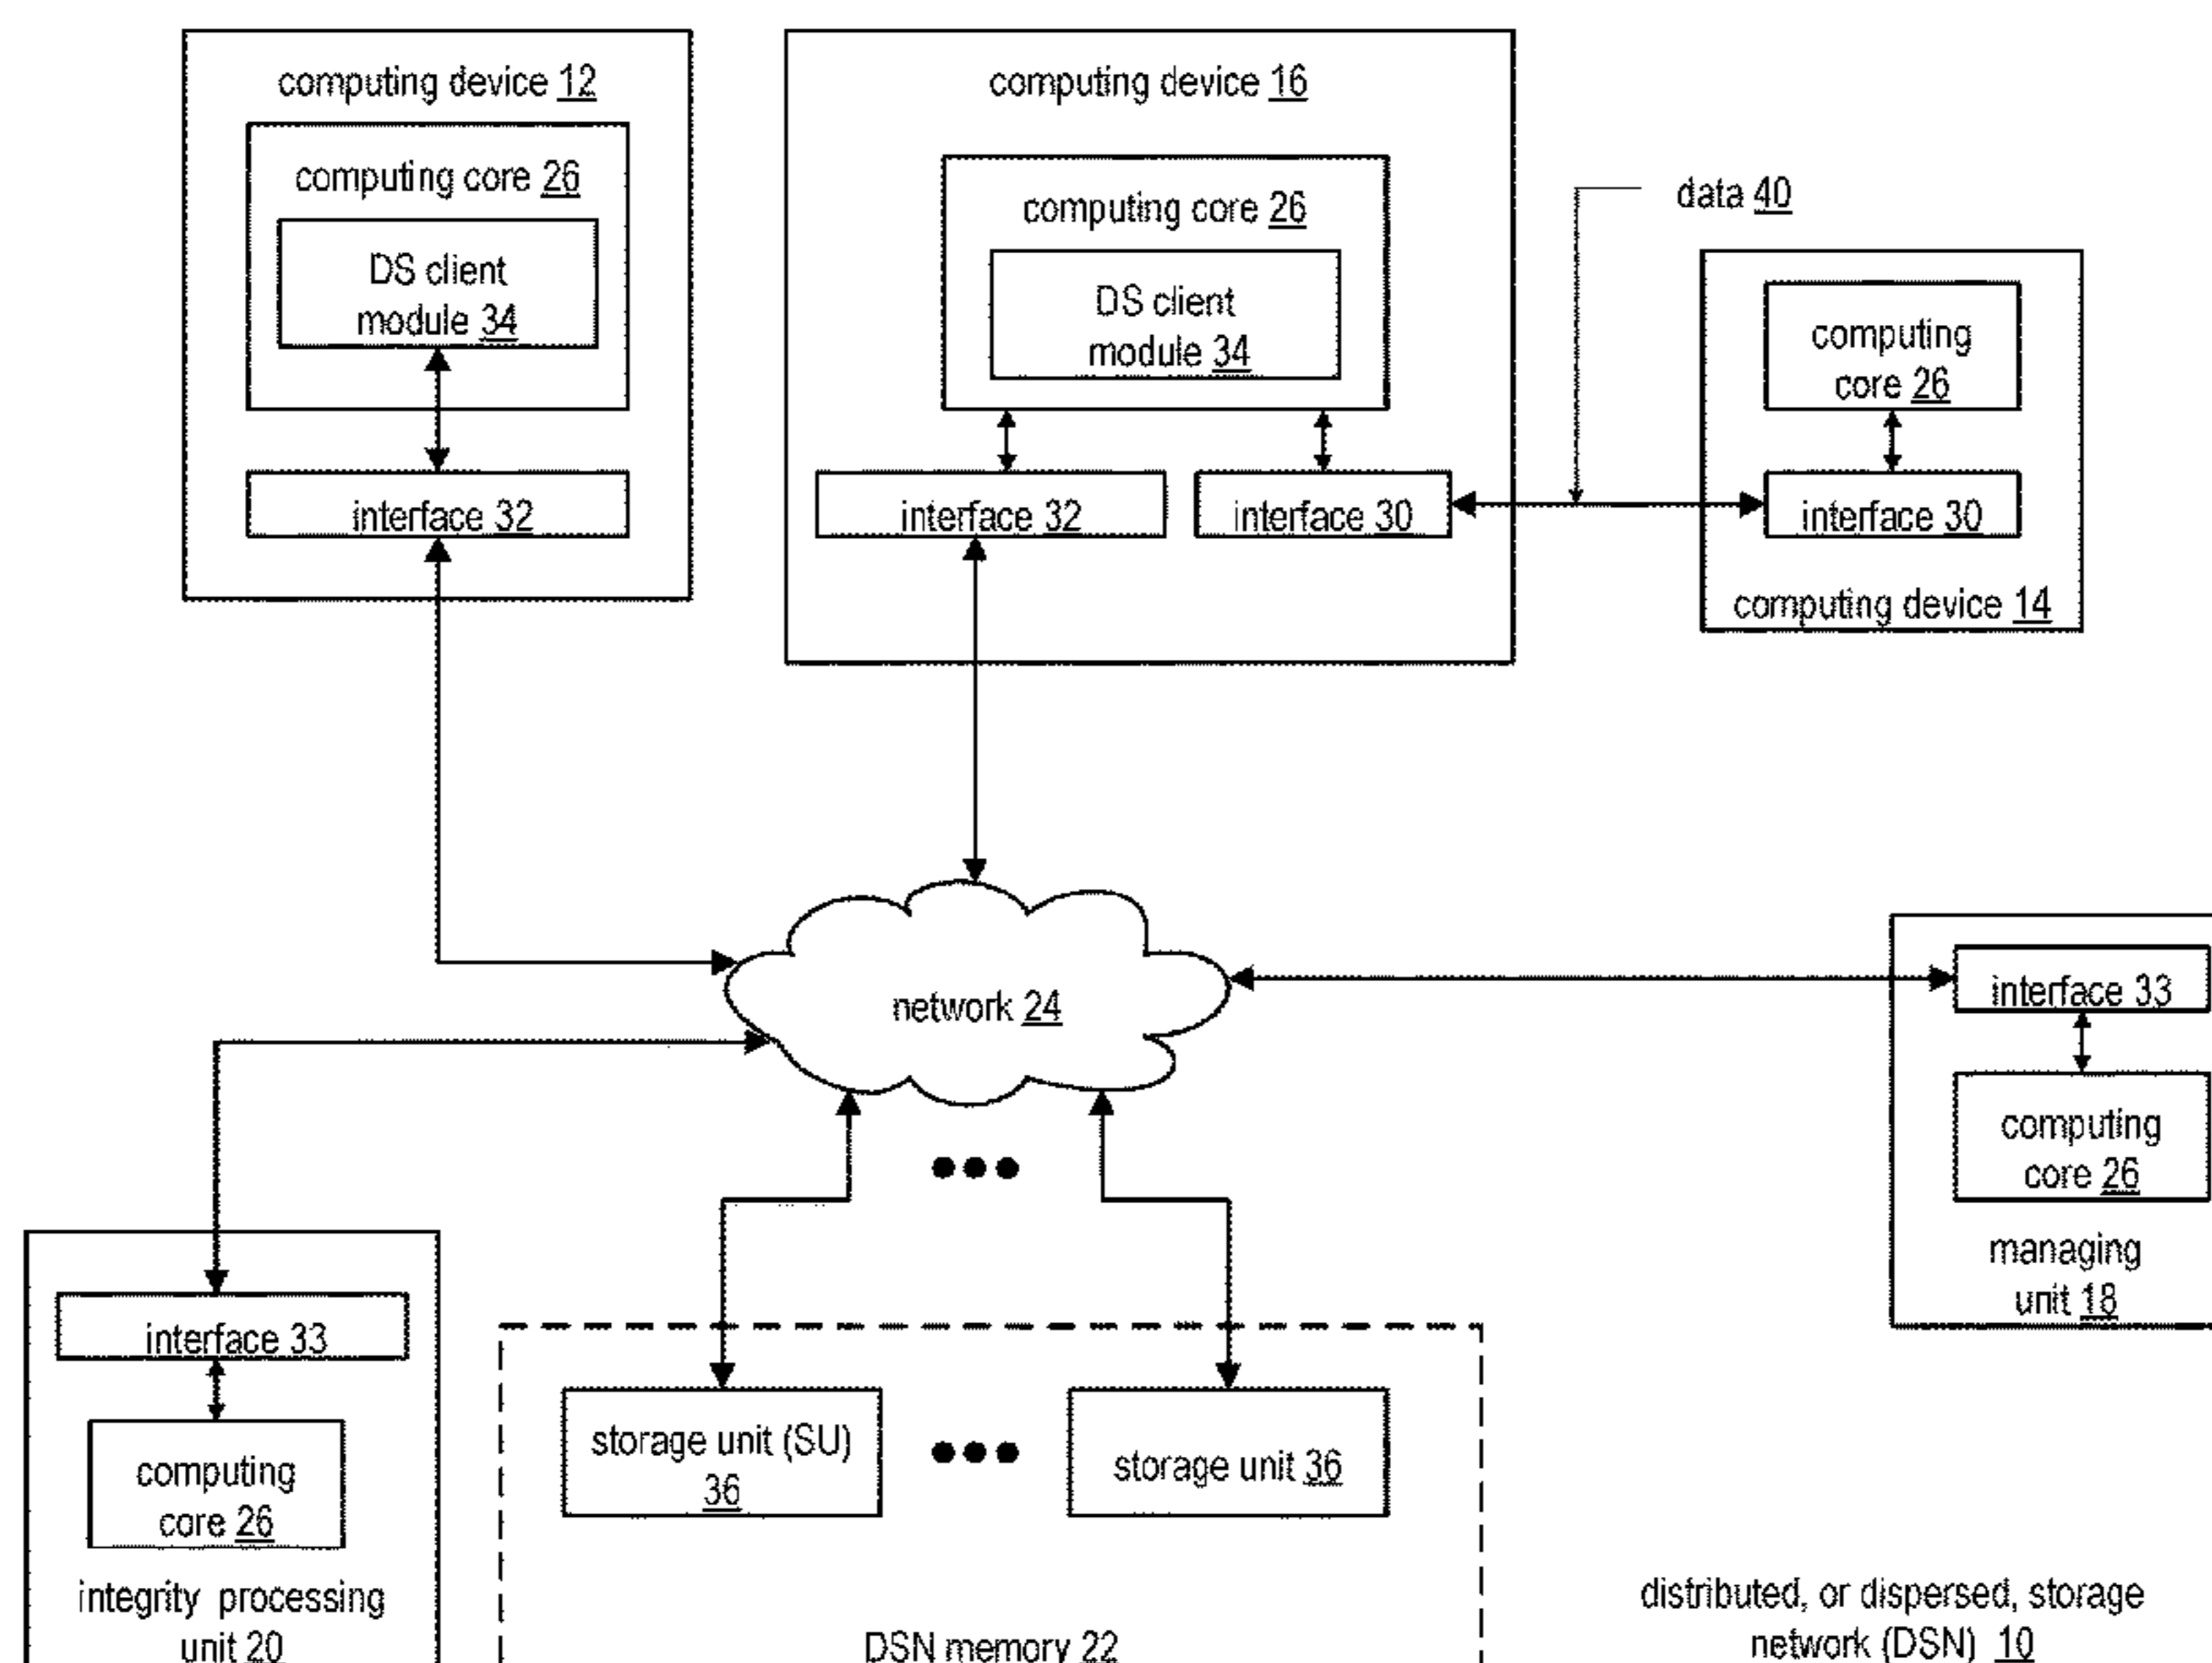 computing device 12
computing core 26
DS client
module 34
interface 32
computing device 16
computing core 26
DS client
module 34
interface 32
interface 30
data 40
computing
core 26
interface 30
computing device 14
network 24
interface 33
computing
core 26
managing
unit 18
interface 33
computing
core 26
integrity processing
unit 20
storage unit (SU)
36
storage unit 36
DSN memory 22
distributed, or dispersed, storage
network (DSN) 10